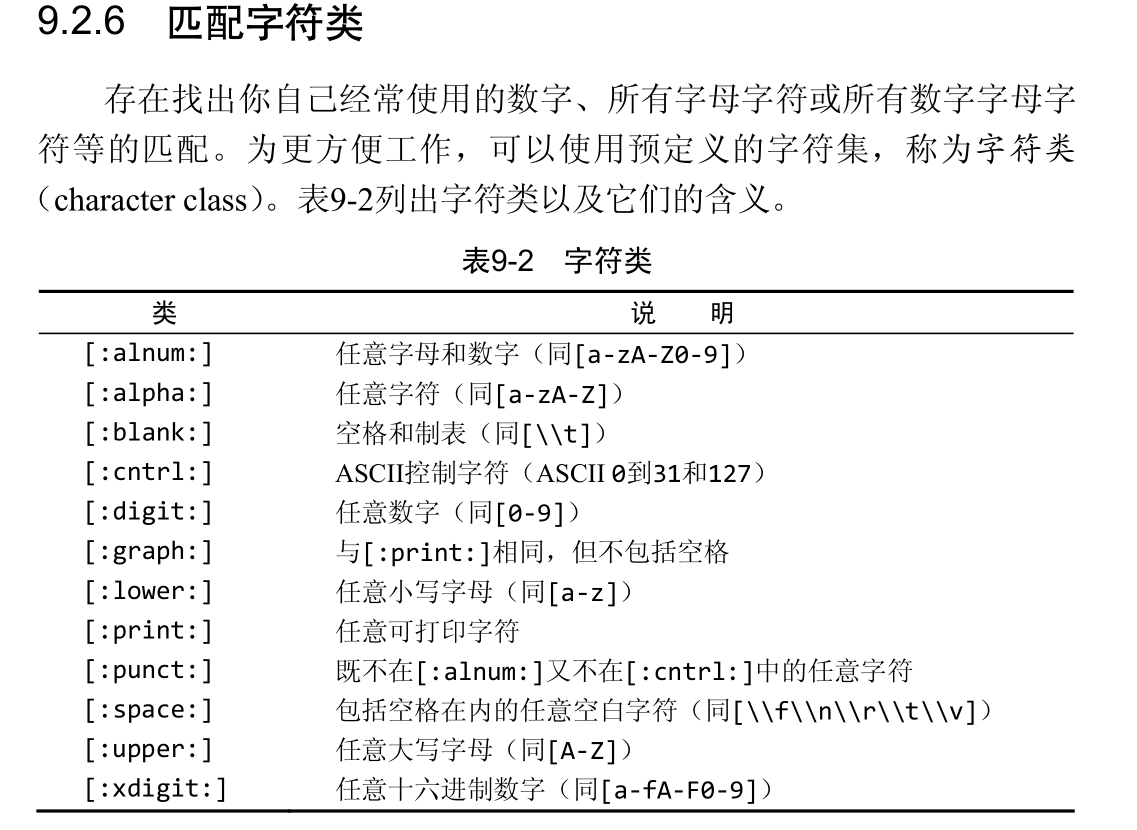 9.2.6 匹配字符类
存在找出你自己经常使用的数字、所有字母字符或所有数字字母字
符等的匹配。为更方便工作，可以使用预定义的字符集，称为字符类
（character class）。表9-2列出字符类以及它们的含义。
表9-2 字符类
类 说 明
[:alnum:] 任意字母和数字（同[a-zA-Z0-9]）
[:alpha:] 任意字符（同[a-zA-Z]）
[:blank:] 空格和制表（同[\\t]）
[:cntrl:] ASCII控制字符（ASCII 0到31和127）
[:digit:] 任意数字（同[0-9]）
[:graph:] 与[:print:]相同，但不包括空格
[:lower:] 任意小写字母（同[a-z]）
[:print:] 任意可打印字符
[:punct:] 既不在[:alnum:]又不在[:cntrl:]中的任意字符
[:space:] 包括空格在内的任意空白字符（同[\\f\\n\\r\\t\\v]）
[:upper:] 任意大写字母（同[A-Z]）
[:xdigit:] 任意十六进制数字（同[a-fA-F0-9]）